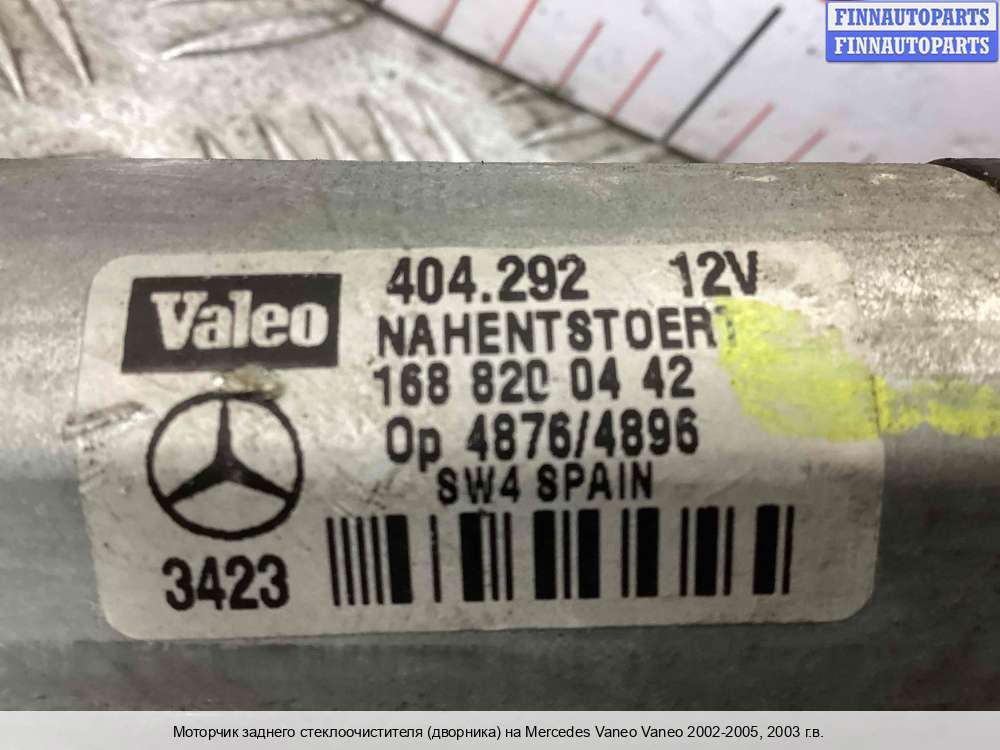 FINNAUTOPARTS
FINNAUTOPARTS
Valeo
404.292 12V
NAHENTSTOERT
168 820 04 42
Op 4876/4896
SW4 SPAIN
3423
Моторчик заднего стеклоочистителя (дворника) на Mercedes Vaneo Vaneo 2002-2005, 2003 г.в.